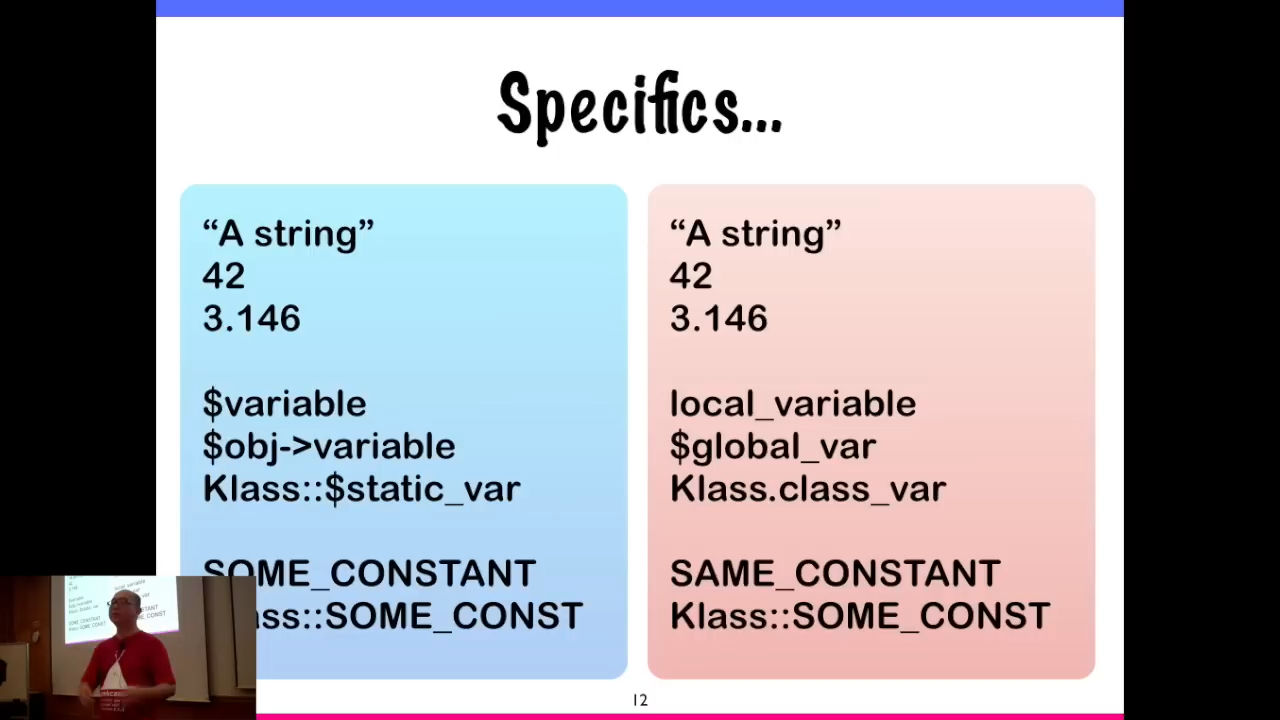 Specifics...
“A string”
42
3.146
$variable
$obj->variable
Klass::$static_var
SOME_CONSTANT
ass::SOME_CONST
“A string”
42
3.146
local_variable
$global_var
Klass.class_var
SAME_CONSTANT
Klass::SOME_CONST
12